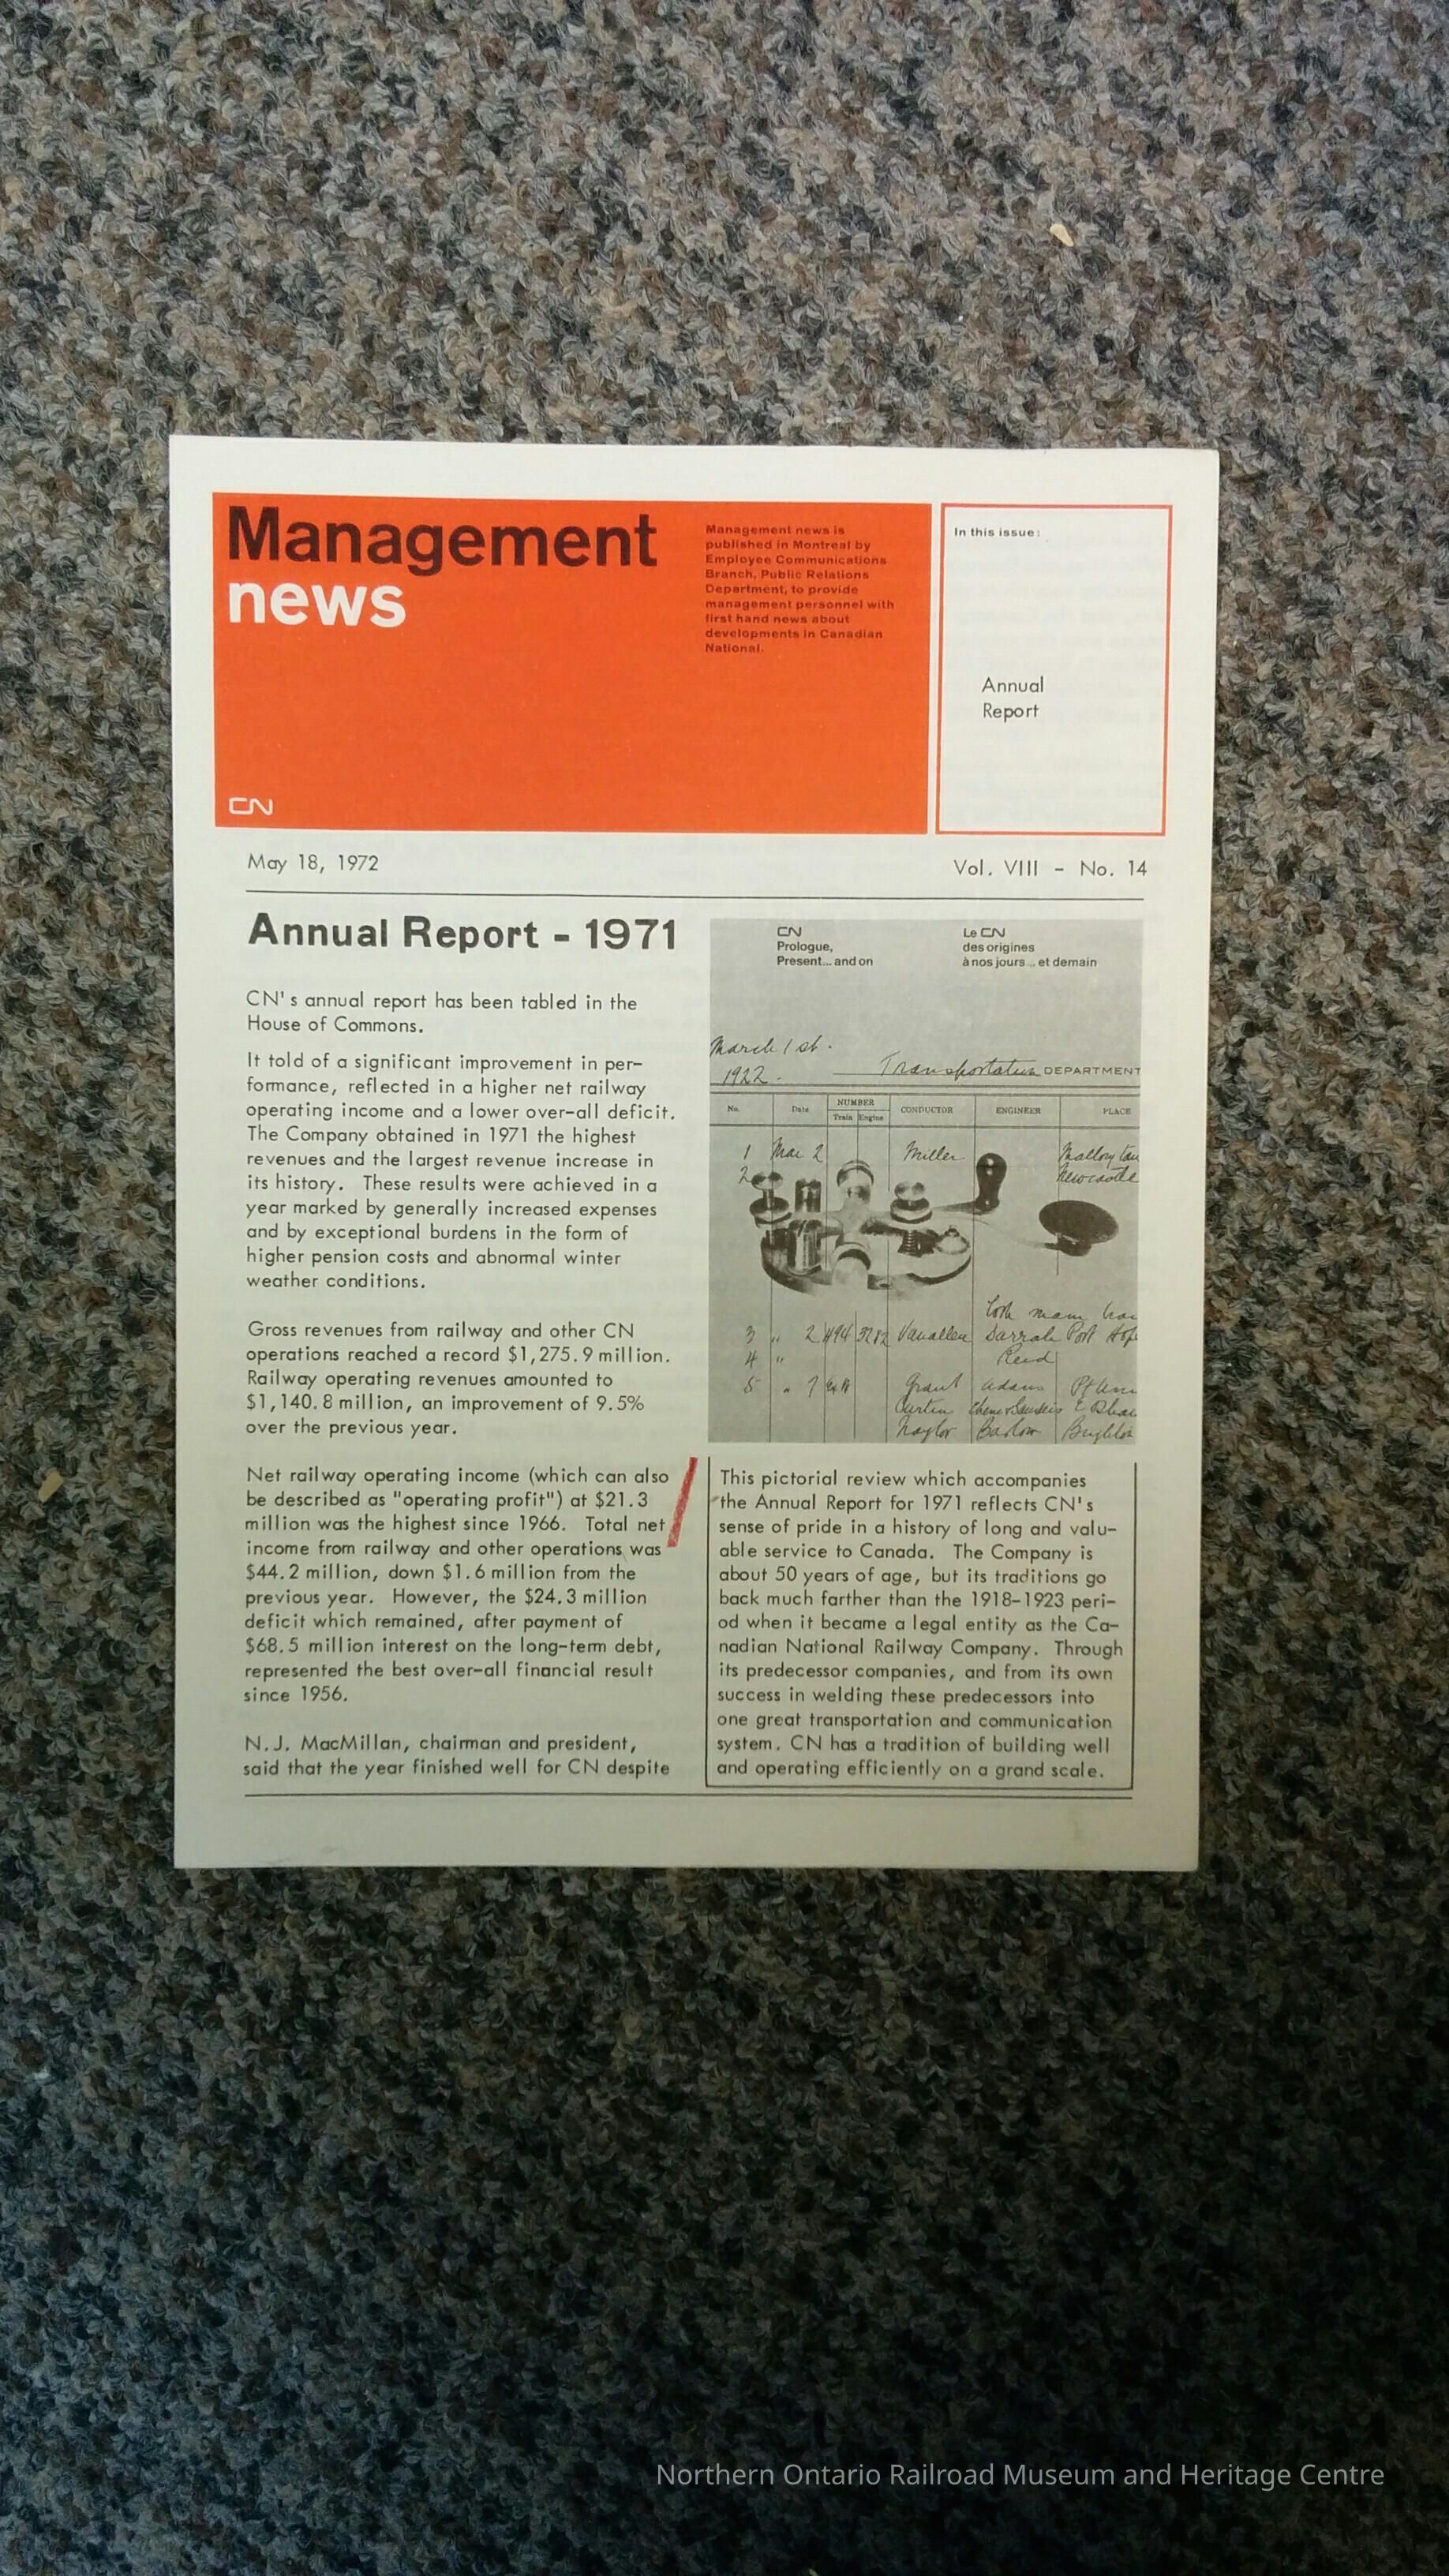 Management
news
Management news is
published in Montreal by
Employee Communications
Branch, Public Relations
Department, to provide
management personnel with
first hand news about
developments in Canadian
National.
CN
In this issue:
Annual
Report
May 18, 1972
Vol. VIII - No. 14
Annual Report - 1971
CN's annual report has been tabled in the
House of Commons.
It told of a significant improvement in per-
formance, reflected in a higher net railway
operating income and a lower over-all deficit.
The Company obtained in 1971 the highest
revenues and the largest revenue increase in
its history. These results were achieved in a
year marked by generally increased expenses
and by exceptional burdens in the form of
higher pension costs and abnormal winter
weather conditions.
Gross revenues from railway and other CN
operations reached a record $1,275.9 million.
Railway operating revenues amounted to
$1,140.8 million, an improvement of 9.5%
over the previous year.
Net railway operating income (which can also
be described as "operating profit") at $21.3
million was the highest since 1966. Total net
income from railway and other operations was
$44.2 million, down $1.6 million from the
previous year. However, the $24.3 million
deficit which remained, after payment of
$68.5 million interest on the long-term debt,
represented the best over-all financial result
since 1956.
N.J. MacMillan, chairman and president,
said that the year finished well for CN despite
CN
Prologue,
Present... and on
Le CN
des origines
à nos jours... et demain
March 1st.
1922.
Transportation DEPARTMENT
No. Date NUMBER CONDUCTOR ENGINEER PLACE
Train Engine
1 Mar 2 Miller
2 Newcastle
3 " 2 494 3282
4 " Reid
5 " 7 Grant Adams
Curtin
Naylor Barlow
This pictorial review which accompanies
the Annual Report for 1971 reflects CN's
sense of pride in a history of long and valu-
able service to Canada. The Company is
about 50 years of age, but its traditions go
back much farther than the 1918-1923 peri-
od when it became a legal entity as the Ca-
nadian National Railway Company. Through
its predecessor companies, and from its own
success in welding these predecessors into
one great transportation and communication
system. CN has a tradition of building well
and operating efficiently on a grand scale.
Northern Ontario Railroad Museum and Heritage Centre